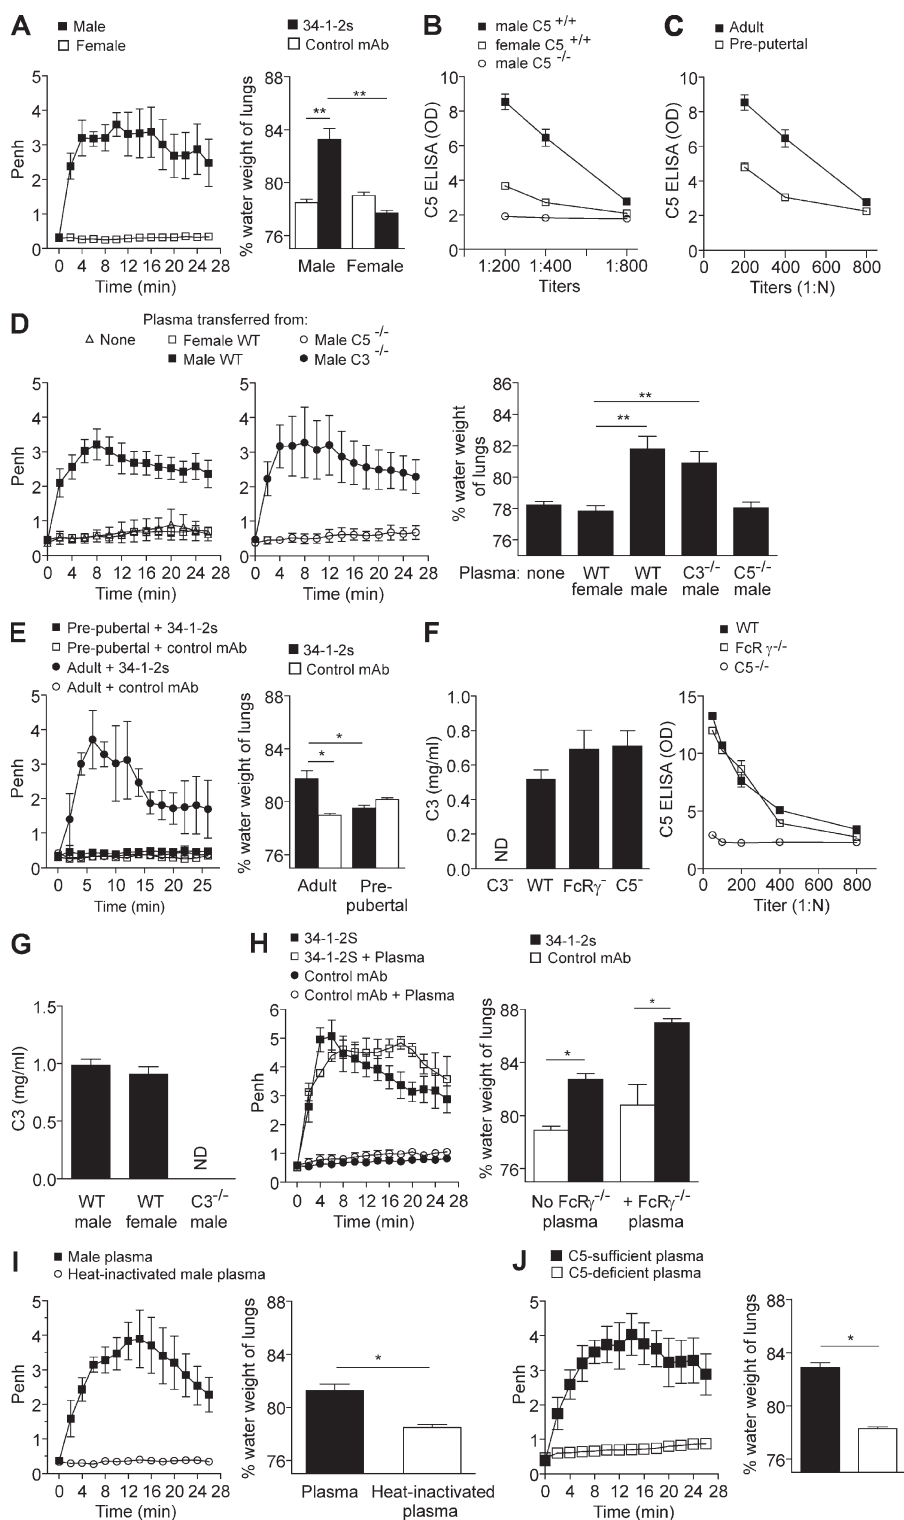 A
Male
Female
34-1-2s
Control mAb
Penh
5
4
3
2
1
0
0 4 8 12 16 20 24 28
Time (min)
% water weight of lungs
88
84
80
76
** **
Male Female
B
male C5 +/+
female C5 +/+
male C5 -/-
C5 ELISA (OD)
10
8
6
4
2
0
1:200 1:400 1:800
Titers
C
Adult
Pre-putertal
C5 ELISA (OD)
10
8
6
4
2
0
0 200 400 600 800
Titers (1:N)
D
Plasma transferred from:
None Female WT Male C5 -/-
Male WT Male C3 -/-
Penh
5
4
3
2
1
0
0 4 8 12 16 20 24 28
Time (min)
5
4
3
2
1
0
0 4 8 12 16 20 24 28
Time (min)
% water weight
of lungs
86
84
82
80
78
76
**
**
Plasma: none WT WT C3-/- C5-/-
female male male male
E
Pre-pubertal + 34-1-2s
Pre-pubertal + control mAb
Adult + 34-1-2s
Adult + control mAb
Penh
5
4
3
2
1
0
0 5 10 15 20 25
Time (min)
34-1-2s
Control mAb
% water weight of lungs
88
84
80
76
*
*
Adult Pre-
pubertal
F
C3 (mg/ml)
1.0
0.8
0.6
0.4
0.2
0.0
ND
C3- WT FcRγ- C5-
WT
FcR γ-/-
C5-/-
C5 ELISA (OD)
15
10
5
0
0 200 400 600 800
Titer (1:N)
G
C3 (mg/ml)
1.5
1.0
0.5
0.0
ND
WT WT C3-/-
male female male
H
34-1-2S
34-1-2S + Plasma
Control mAb
Control mAb + Plasma
Penh
6
5
4
3
2
1
0
0 4 8 12 16 20 24 28
Time (min)
34-1-2s
Control mAb
% water weight of lungs
88
84
80
76
* *
No FcRγ-/- + FcRγ-/-
plasma plasma
I
Male plasma
Heat-inactivated male plasma
Penh
5
4
3
2
1
0
0 4 8 12 16 20 24 28
Time (min)
% water weight of lungs
88
84
80
76
*
Plasma Heat-inactivated
plasma
J
C5-sufficient plasma
C5-deficient plasma
Penh
5
4
3
2
1
0
0 4 8 12 16 20 24 28
Time (min)
% water weight of lungs
88
84
80
76
*